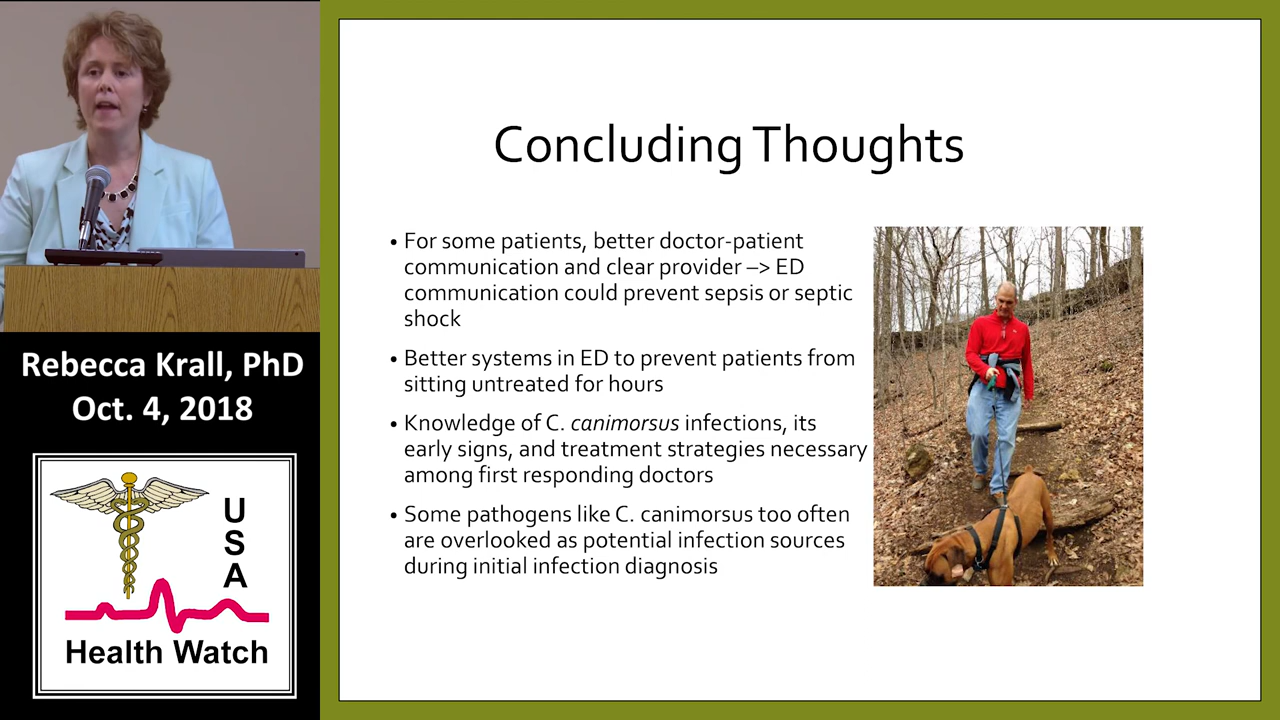 Concluding Thoughts
• For some patients, better doctor-patient
communication and clear provider –> ED
communication could prevent sepsis or septic
shock
• Better systems in ED to prevent patients from
sitting untreated for hours
• Knowledge of C. canimorsus infections, its
early signs, and treatment strategies necessary
among first responding doctors
• Some pathogens like C. canimorsus too often
are overlooked as potential infection sources
during initial infection diagnosis
Rebecca Krall, PhD
Oct. 4, 2018
USA
Health Watch